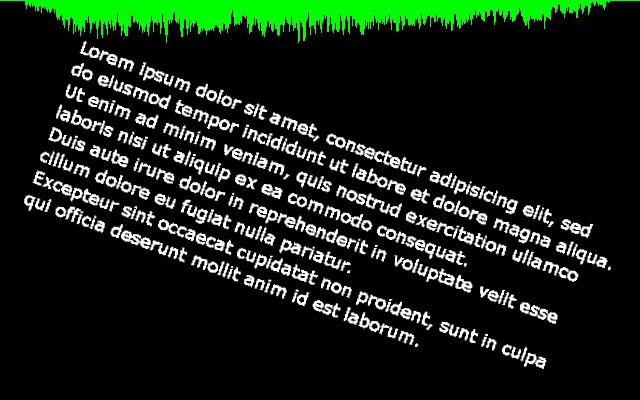 Lorem ipsum dolor sit amet, consectetur adipisicing elit, sed
do eiusmod tempor incididunt ut labore et dolore magna aliqua.
Ut enim ad minim veniam, quis nostrud exercitation ullamco
laboris nisi ut aliquip ex ea commodo consequat.
Duis aute irure dolor in reprehenderit in voluptate velit esse
cillum dolore eu fugiat nulla pariatur.
Excepteur sint occaecat cupidatat non proident, sunt in culpa
qui officia deserunt mollit anim id est laborum.